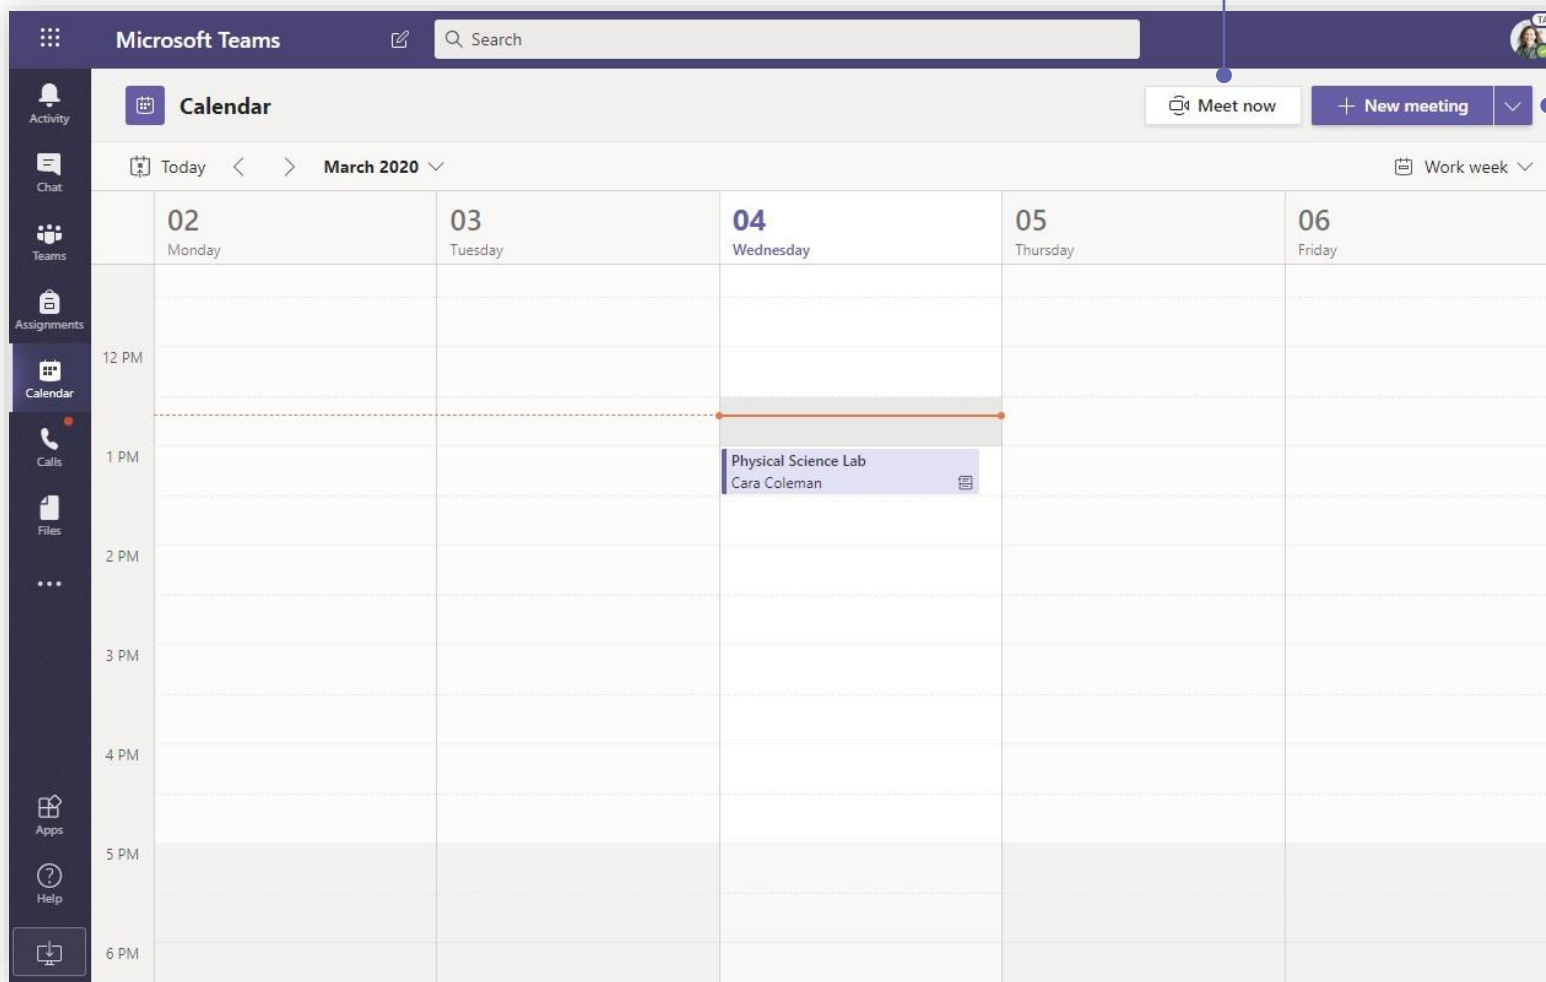 Microsoft Teams
Search
TA
Activity
Calendar
Meet now
New meeting
Chat
Today
March 2020
Work week
Teams
02
Monday
03
Tuesday
04
Wednesday
05
Thursday
06
Friday
Assignments
12 PM
Calendar
Calls
1 PM
Physical Science Lab
Cara Coleman
Files
2 PM
3 PM
4 PM
Apps
5 PM
Help
6 PM